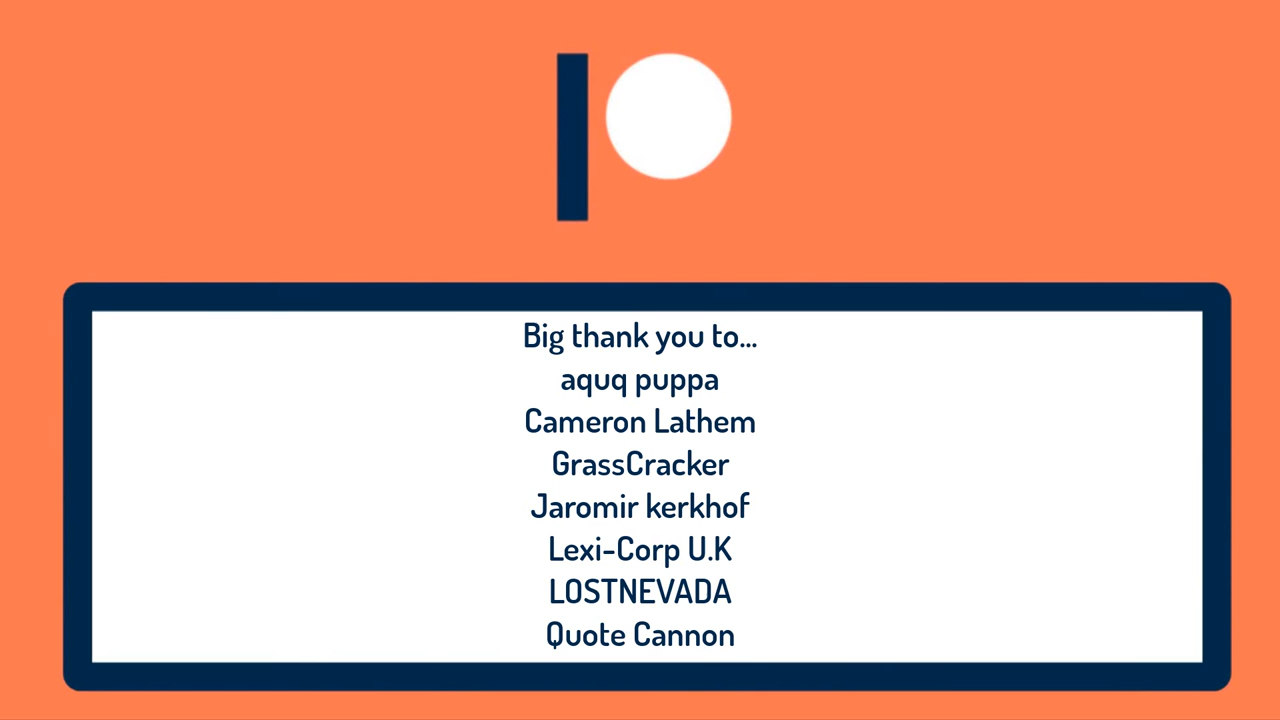 Big thank you to...
aquq puppa
Cameron Lathem
GrassCracker
Jaromir kerkhof
Lexi-Corp U.K
LOSTNEVADA
Quote Cannon